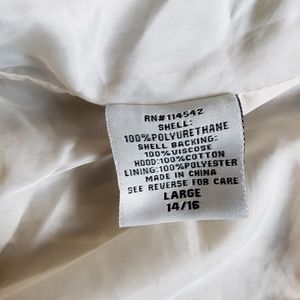 RN#114542
SHELL:
100%POLYURETHANE
SHELL BACKING:
100%VISCOSE
HOOD:100%COTTON
LINING:100%POLYESTER
MADE IN CHINA
SEE REVERSE FOR CARE
LARGE
14/16